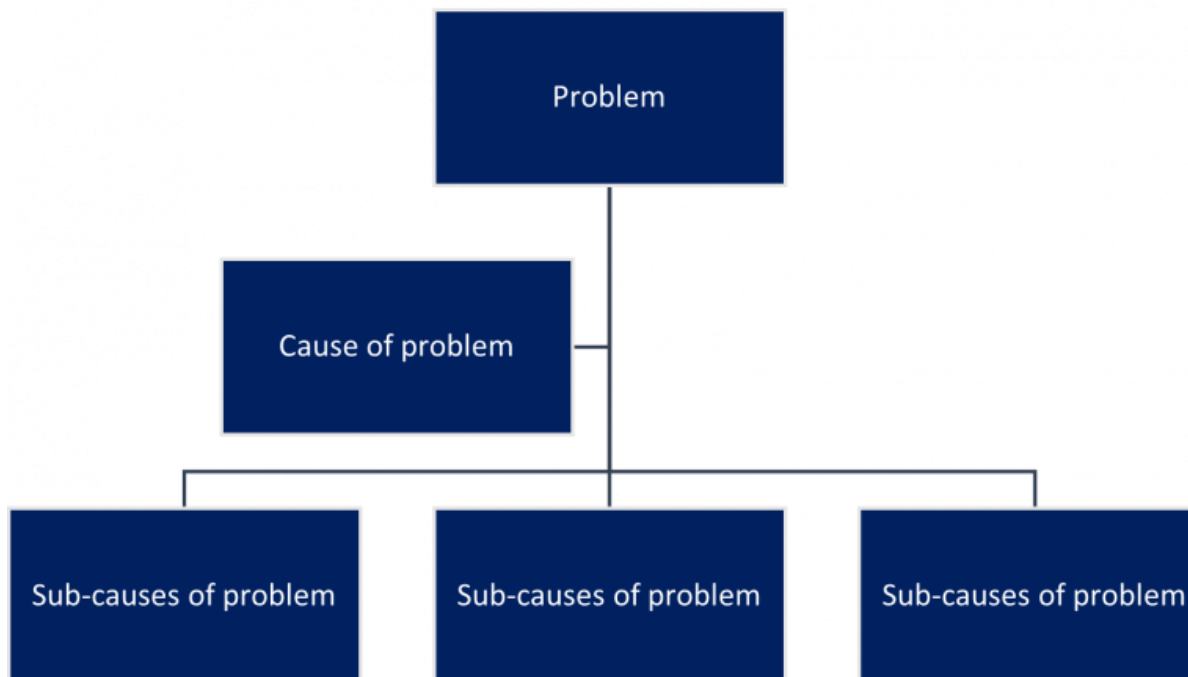 Problem
Cause of problem
Sub-causes of problem
Sub-causes of problem
Sub-causes of problem